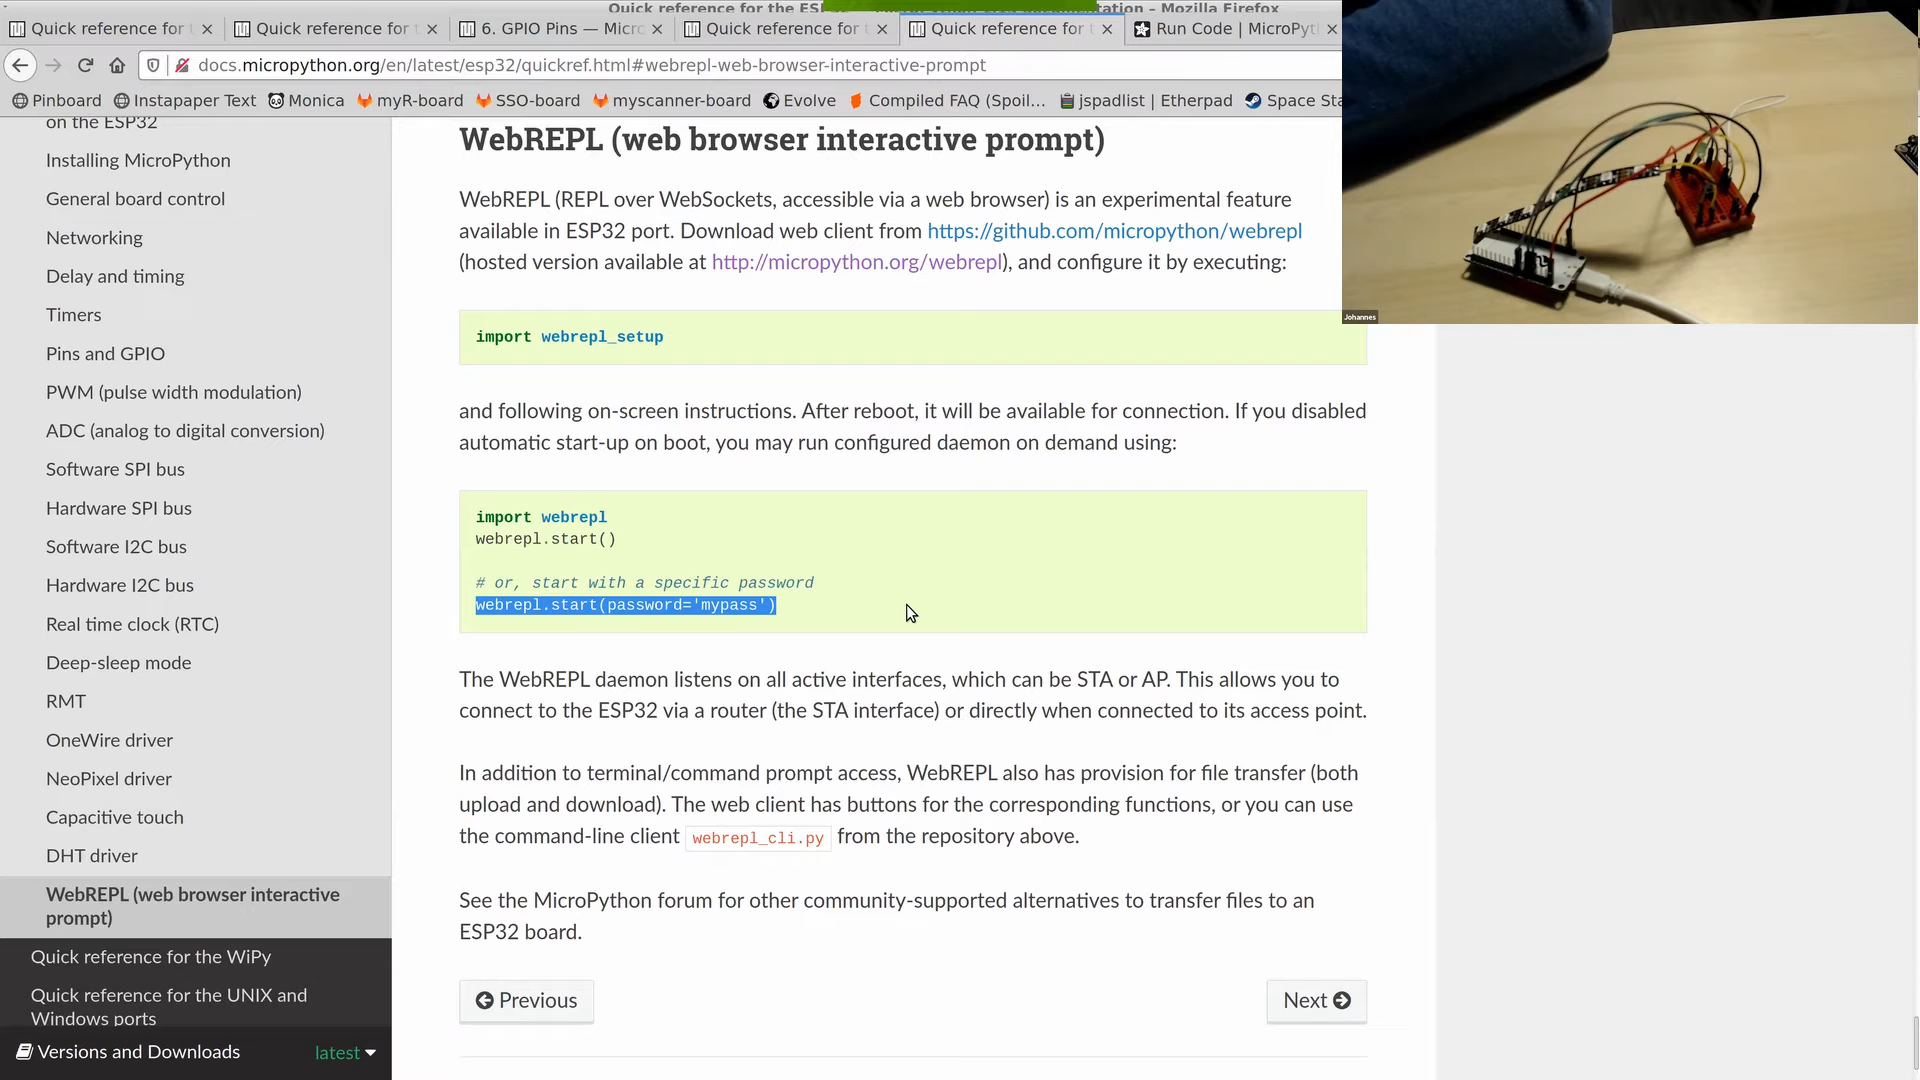 Quick reference for the ES
ntation – Mozilla Firefox
Quick reference for
Quick reference for
6. GPIO Pins — Micro
Quick reference for
Quick reference for
Run Code | MicroPyt
docs.micropython.org/en/latest/esp32/quickref.html#webrepl-web-browser-interactive-prompt
Pinboard
Instapaper Text
Monica
myR-board
SSO-board
myscanner-board
Evolve
Compiled FAQ (Spoil...
jspadlist | Etherpad
Space Sta
Johannes
on the ESP32
Installing MicroPython
General board control
Networking
Delay and timing
Timers
Pins and GPIO
PWM (pulse width modulation)
ADC (analog to digital conversion)
Software SPI bus
Hardware SPI bus
Software I2C bus
Hardware I2C bus
Real time clock (RTC)
Deep-sleep mode
RMT
OneWire driver
NeoPixel driver
Capacitive touch
DHT driver
WebREPL (web browser interactive
prompt)
Quick reference for the WiPy
Quick reference for the UNIX and
Windows ports
Versions and Downloads
latest
WebREPL (web browser interactive prompt)
WebREPL (REPL over WebSockets, accessible via a web browser) is an experimental feature
available in ESP32 port. Download web client from https://github.com/micropython/webrepl
(hosted version available at http://micropython.org/webrepl), and configure it by executing:
import webrepl_setup
and following on-screen instructions. After reboot, it will be available for connection. If you disabled
automatic start-up on boot, you may run configured daemon on demand using:
import webrepl
webrepl.start()
# or, start with a specific password
webrepl.start(password='mypass')
The WebREPL daemon listens on all active interfaces, which can be STA or AP. This allows you to
connect to the ESP32 via a router (the STA interface) or directly when connected to its access point.
In addition to terminal/command prompt access, WebREPL also has provision for file transfer (both
upload and download). The web client has buttons for the corresponding functions, or you can use
the command-line client webrepl_cli.py from the repository above.
See the MicroPython forum for other community-supported alternatives to transfer files to an
ESP32 board.
Previous
Next